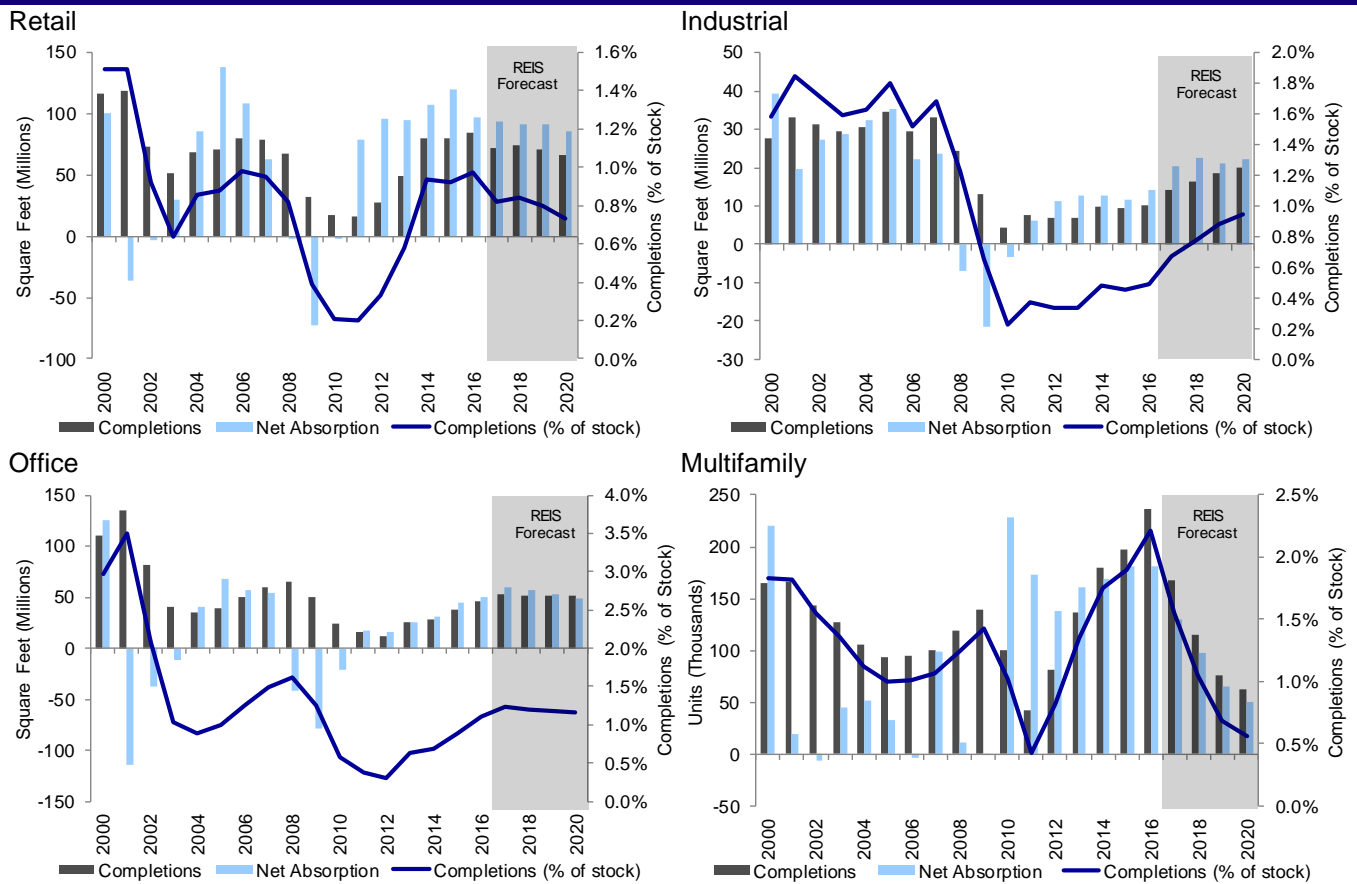 Retail
150
100
50
0
-50
-100
Square Feet (Millions)
1.6%
1.4%
1.2%
1.0%
0.8%
0.6%
0.4%
0.2%
0.0%
Completions (% of Stock)
REIS
Forecast
2000 2002 2004 2006 2008 2010 2012 2014 2016 2018 2020
Completions Net Absorption Completions (% of stock)
Industrial
50
40
30
20
10
0
-10
-20
-30
Square Feet (Millions)
2.0%
1.8%
1.6%
1.4%
1.2%
1.0%
0.8%
0.6%
0.4%
0.2%
0.0%
Completions (% of Stock)
REIS
Forecast
2000 2002 2004 2006 2008 2010 2012 2014 2016 2018 2020
Completions Net Absorption Completions (% of stock)
Office
150
100
50
0
-50
-100
-150
Square Feet (Millions)
4.0%
3.5%
3.0%
2.5%
2.0%
1.5%
1.0%
0.5%
0.0%
Completions (% of Stock)
REIS
Forecast
2000 2002 2004 2006 2008 2010 2012 2014 2016 2018 2020
Completions Net Absorption Completions (% of stock)
Multifamily
250
200
150
100
50
0
-50
Units (Thousands)
2.5%
2.0%
1.5%
1.0%
0.5%
0.0%
Completions (% of Stock)
REIS
Forecast
2000 2002 2004 2006 2008 2010 2012 2014 2016 2018 2020
Completions Net Absorption Completions (% of stock)